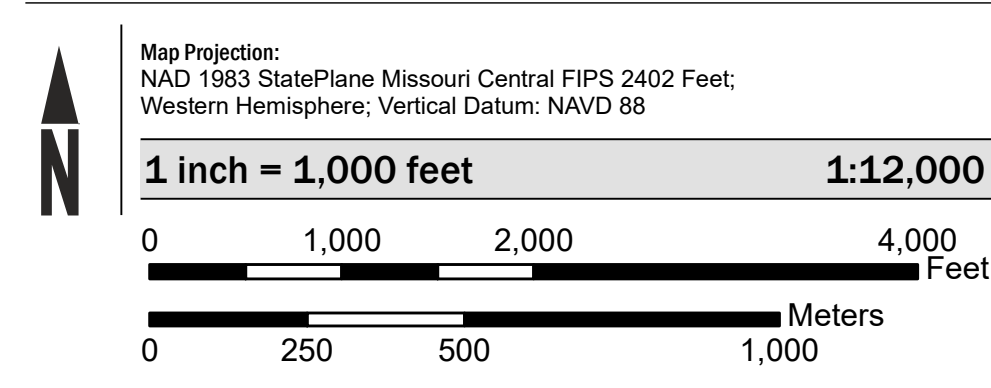 N
Map Projection:
NAD 1983 StatePlane Missouri Central FIPS 2402 Feet;
Western Hemisphere; Vertical Datum: NAVD 88
1 inch = 1,000 feet 1:12,000
0 1,000 2,000 4,000
Feet
Meters
0 250 500 1,000